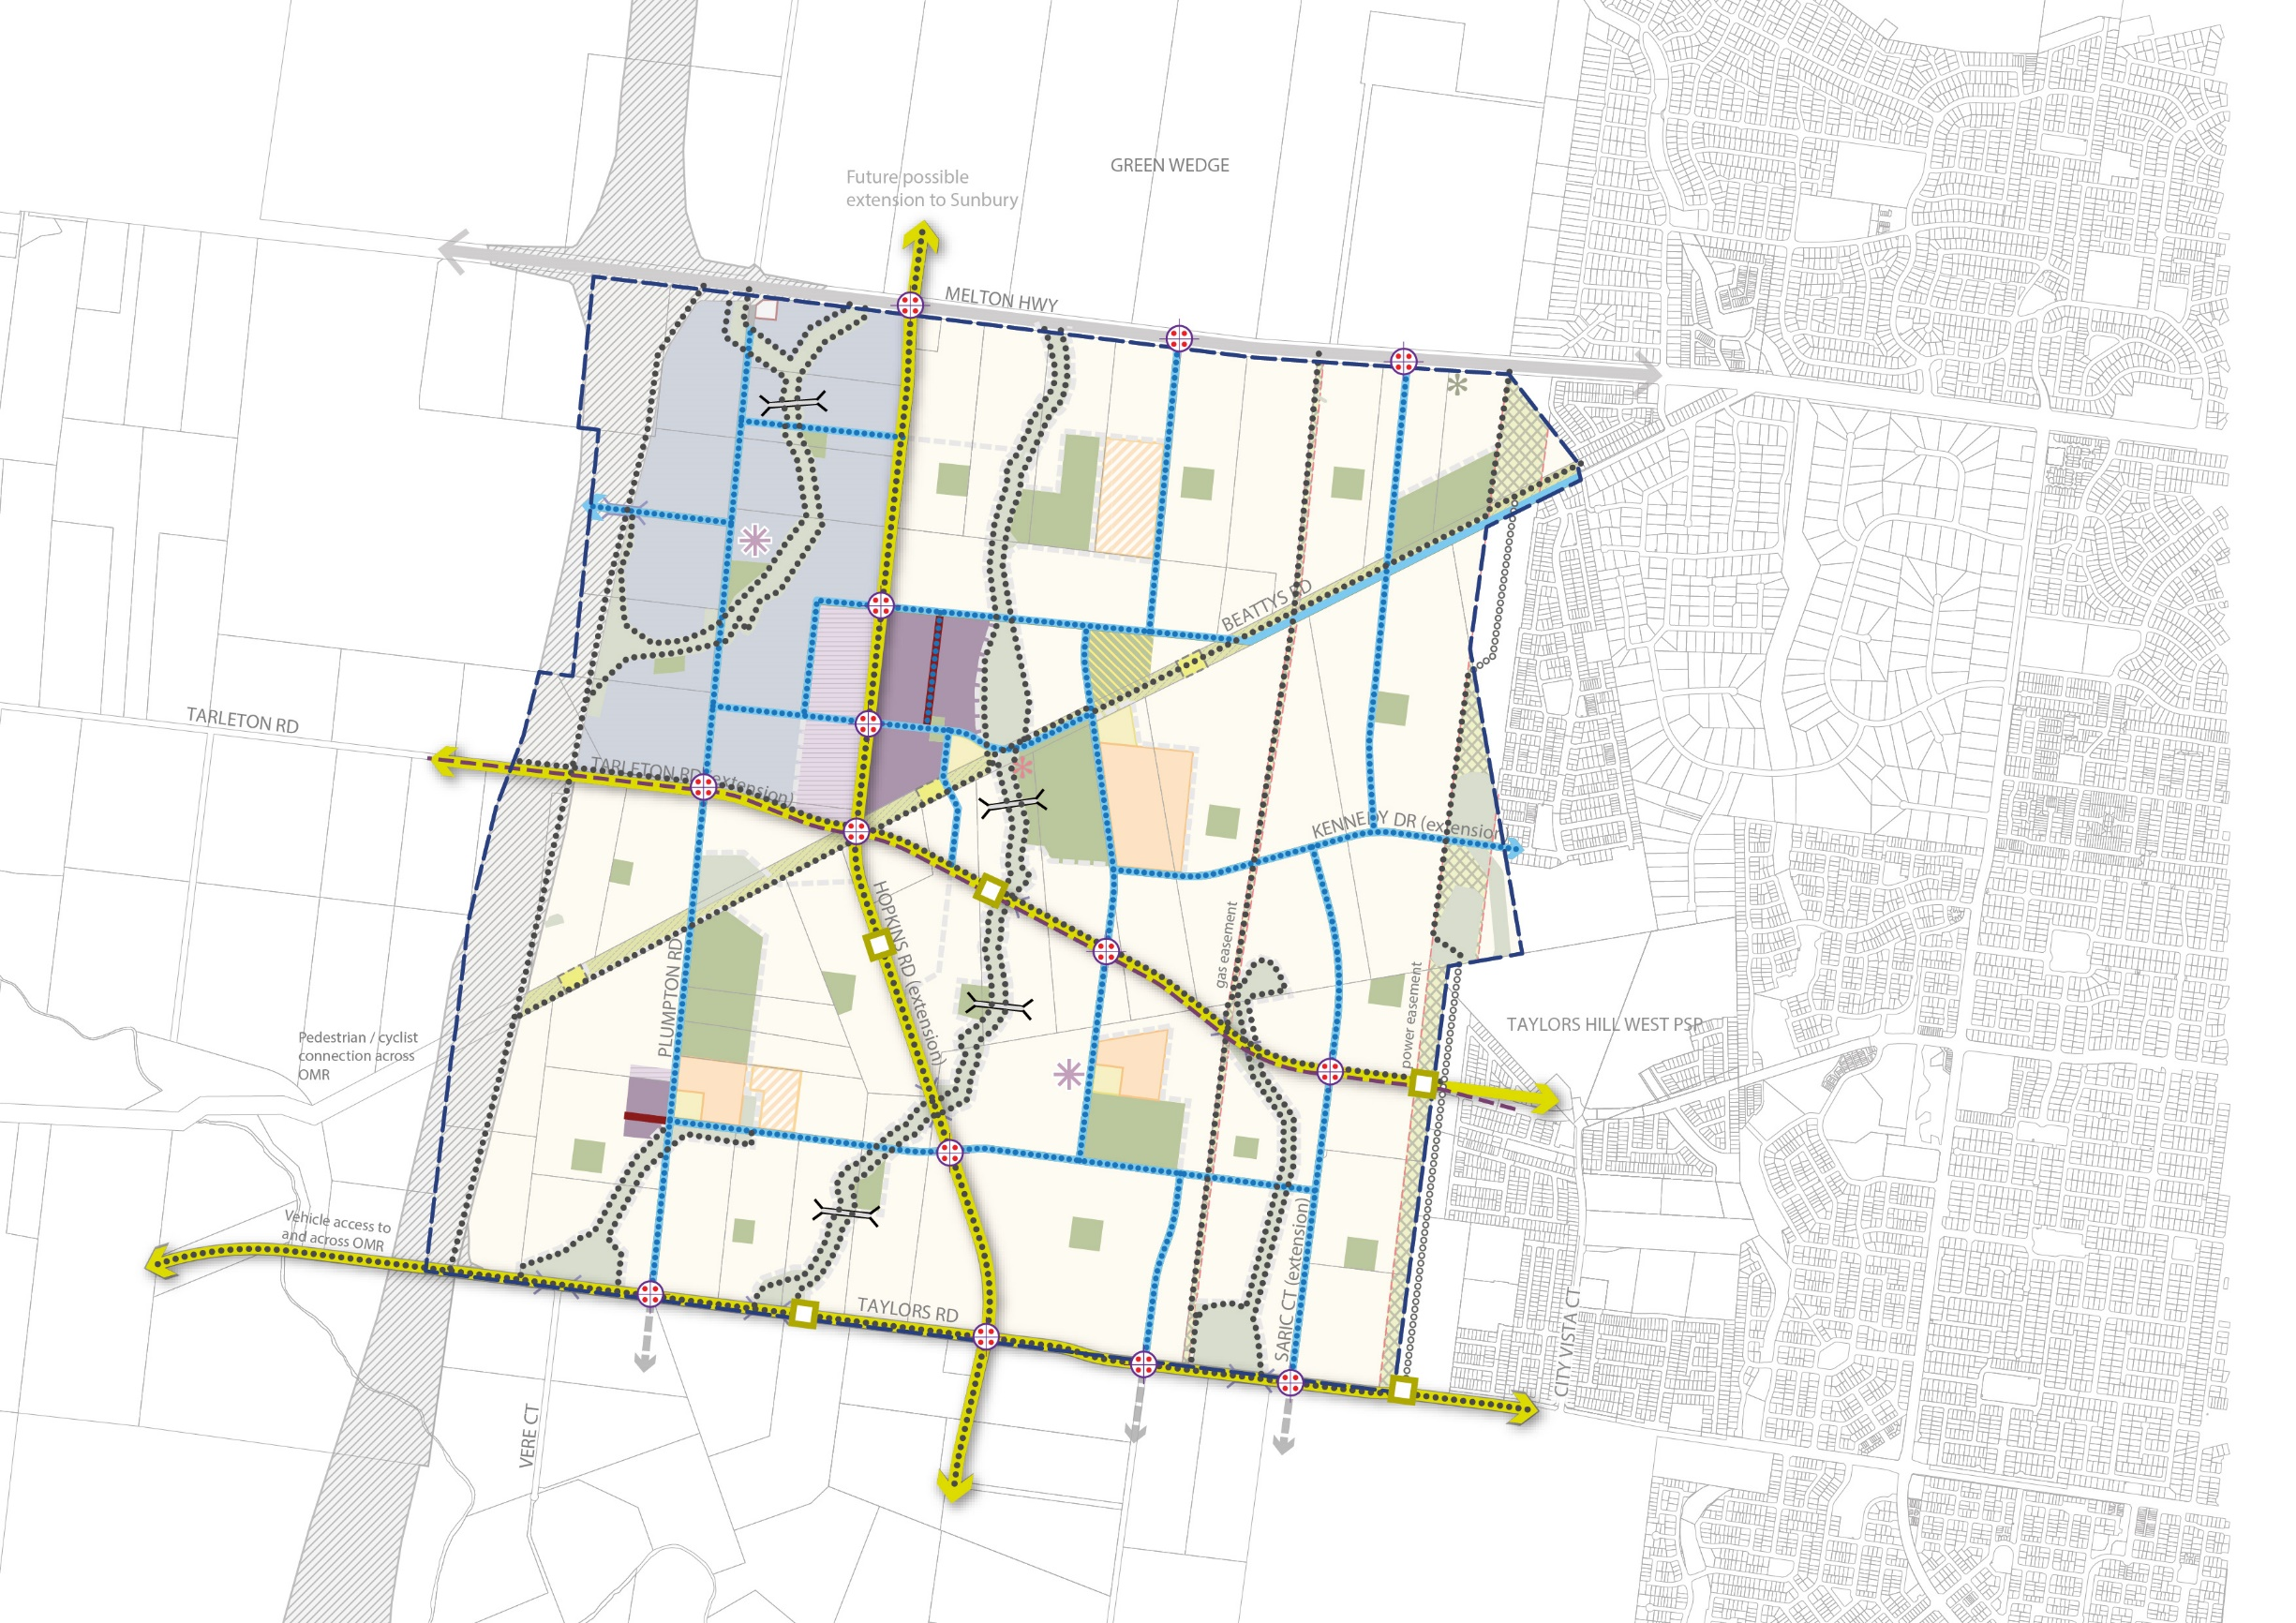 GREEN WEDGE
Future possible
extension to Sunbury
MELTON HWY
BEATTYS RD
TARLETON RD
TARLETON RD (extension)
KENNEDY DR (extension
HOPKINS RD (extension)
gas easement
PLUMPTON RD
power easement
TAYLORS HILL WEST PSP
Pedestrian / cyclist
connection across
OMR
Vehicle access to
and across OMR
TAYLORS RD
SARIC CT (extension)
CITY VISTA CT
VERE CT